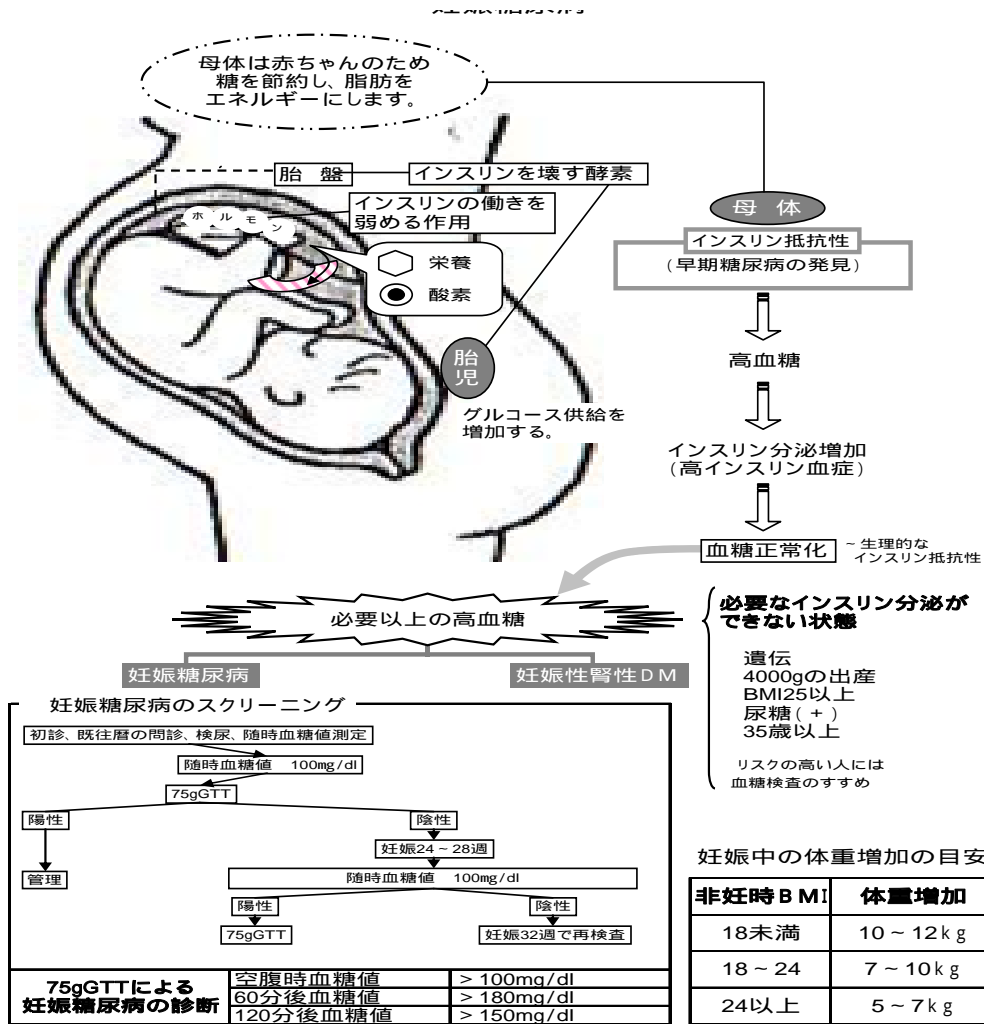 母体は赤ちゃんのため
糖を節約し、脂肪を
エネルギーにします。
胎 盤
インスリンを壊す酵素
インスリンの働きを
弱める作用
ホルモン
栄養
酸素
母 体
インスリン抵抗性
(早期糖尿病の発見)
高血糖
胎
児
グルコース供給を
増加する。
インスリン分泌増加
(高インスリン血症)
血糖正常化
~生理的な
インスリン抵抗性
必要以上の高血糖
妊娠糖尿病
妊娠性腎性DM
必要なインスリン分泌が
できない状態
遺伝
4000gの出産
BMI25以上
尿糖(+)
35歳以上
リスクの高い人には
血糖検査のすすめ
妊娠糖尿病のスクリーニング
初診、既往暦の問診、検尿、随時血糖値測定
随時血糖値 100mg/dl
75gGTT
陽性
陰性
妊娠24~28週
管理
随時血糖値 100mg/dl
陽性
陰性
75gGTT
妊娠32週で再検査
75gGTTによる
妊娠糖尿病の診断
空腹時血糖値 >100mg/dl
60分後血糖値 >180mg/dl
120分後血糖値 >150mg/dl
妊娠中の体重増加の目安
非妊時BMI 体重増加
18未満 10~12kg
18~24 7~10kg
24以上 5~7kg